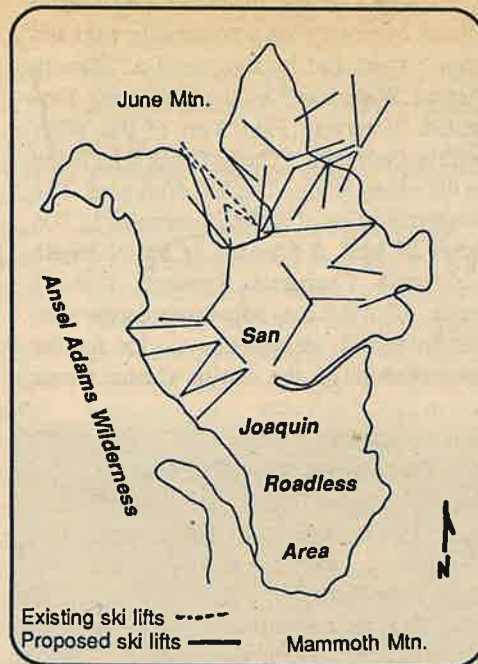 June Mtn.
Ansel Adams Wilderness
San
Joaquin
Roadless
Area
N
Existing ski lifts
Proposed ski lifts
Mammoth Mtn.